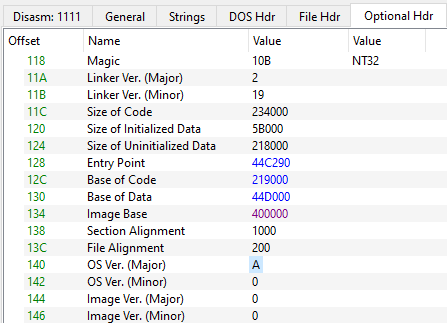 Disasm: 1111 General Strings DOS Hdr File Hdr Optional Hdr
Offset Name Value Value
118 Magic 10B NT32
11A Linker Ver. (Major) 2
11B Linker Ver. (Minor) 19
11C Size of Code 234000
120 Size of Initialized Data 5B000
124 Size of Uninitialized Data 218000
128 Entry Point 44C290
12C Base of Code 219000
130 Base of Data 44D000
134 Image Base 400000
138 Section Alignment 1000
13C File Alignment 200
140 OS Ver. (Major) A
142 OS Ver. (Minor) 0
144 Image Ver. (Major) 0
146 Image Ver. (Minor) 0